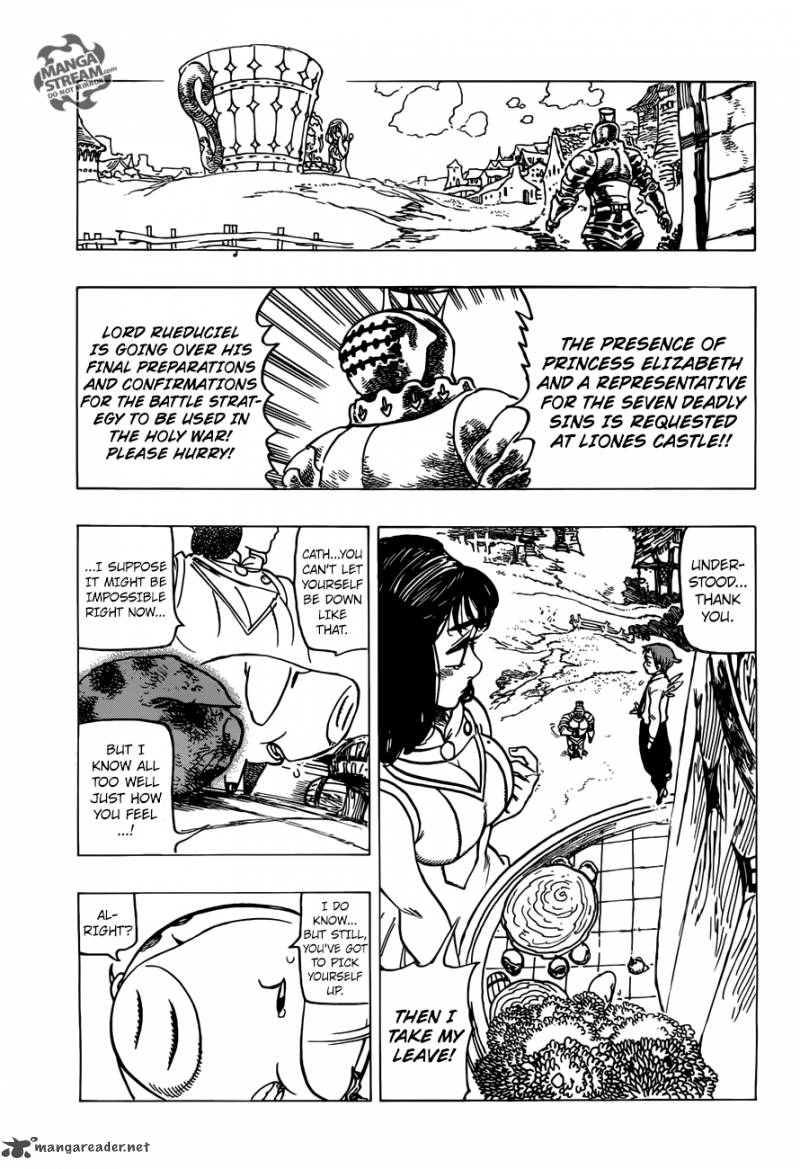 MANGA
STREAM.com
DO NOT MIRROR
THE PRESENCE OF
PRINCESS ELIZABETH
AND A REPRESENTATIVE
FOR THE SEVEN DEADLY
SINS IS REQUESTED
AT LIONES CASTLE!!
LORD RUEDUCIEL
IS GOING OVER HIS
FINAL PREPARATIONS
AND CONFIRMATIONS
FOR THE BATTLE STRAT-
EGY TO BE USED IN
THE HOLY WAR!
PLEASE HURRY!
UNDER-
STOOD...
THANK
YOU.
THEN I
TAKE MY
LEAVE!
CATH...YOU
CAN'T LET
YOURSELF
BE DOWN
LIKE
THAT.
...I SUPPOSE
IT MIGHT BE
IMPOSSIBLE
RIGHT NOW...
BUT I
KNOW ALL
TOO WELL
JUST HOW
YOU FEEL
...!
I DO
KNOW...
BUT STILL,
YOU'VE GOT
TO PICK
YOURSELF
UP.
AL-
RIGHT?
mangareader.net